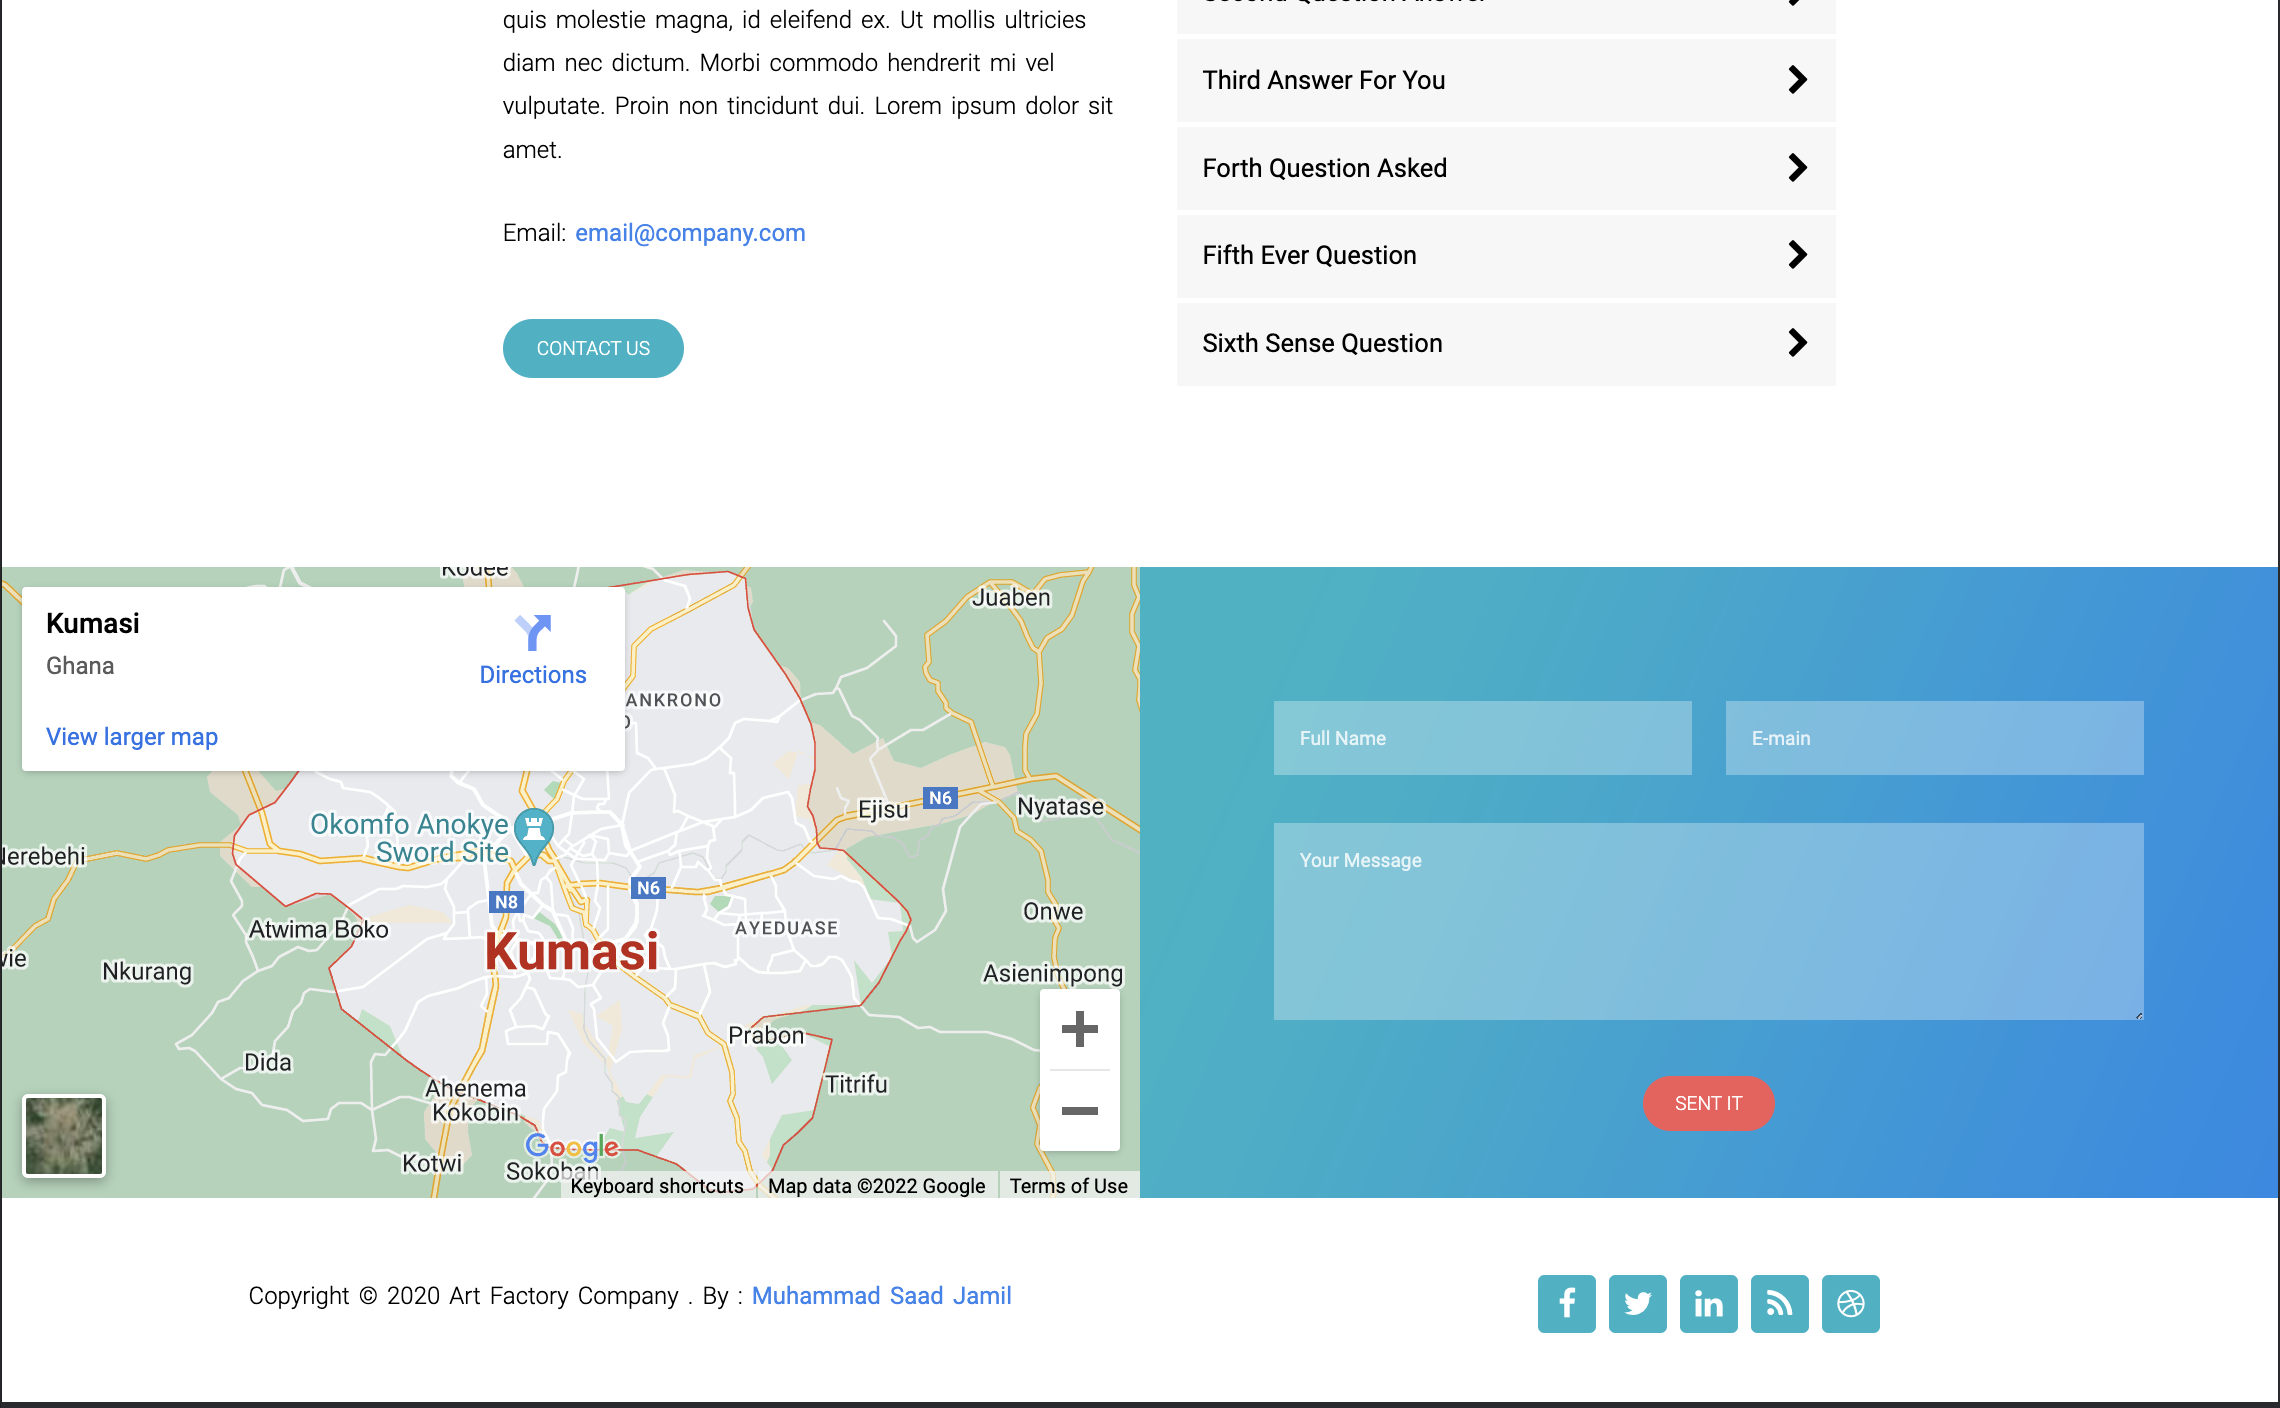 quis molestie magna, id eleifend ex. Ut mollis ultricies
diam nec dictum. Morbi commodo hendrerit mi vel
vulputate. Proin non tincidunt dui. Lorem ipsum dolor sit
amet.
Email: email@company.com
CONTACT US
Second Question Answer
Third Answer For You
Forth Question Asked
Fifth Ever Question
Sixth Sense Question
Kodee
Kumasi
Ghana
Directions
View larger map
Juaben
ANKRONO
Okomfo Anokye
Sword Site
Ejisu
N6
Nyatase
erebehi
N6
N8
Atwima Boko
AYEDUASE
Onwe
Kumasi
Nkurang
Asienimpong
Prabon
Dida
Titrifu
Ahenema
Kokobin
Google
Kotwi
Sokoban
Keyboard shortcuts
Map data ©2022 Google
Terms of Use
Full Name
E-main
Your Message
SENT IT
Copyright © 2020 Art Factory Company . By : Muhammad Saad Jamil